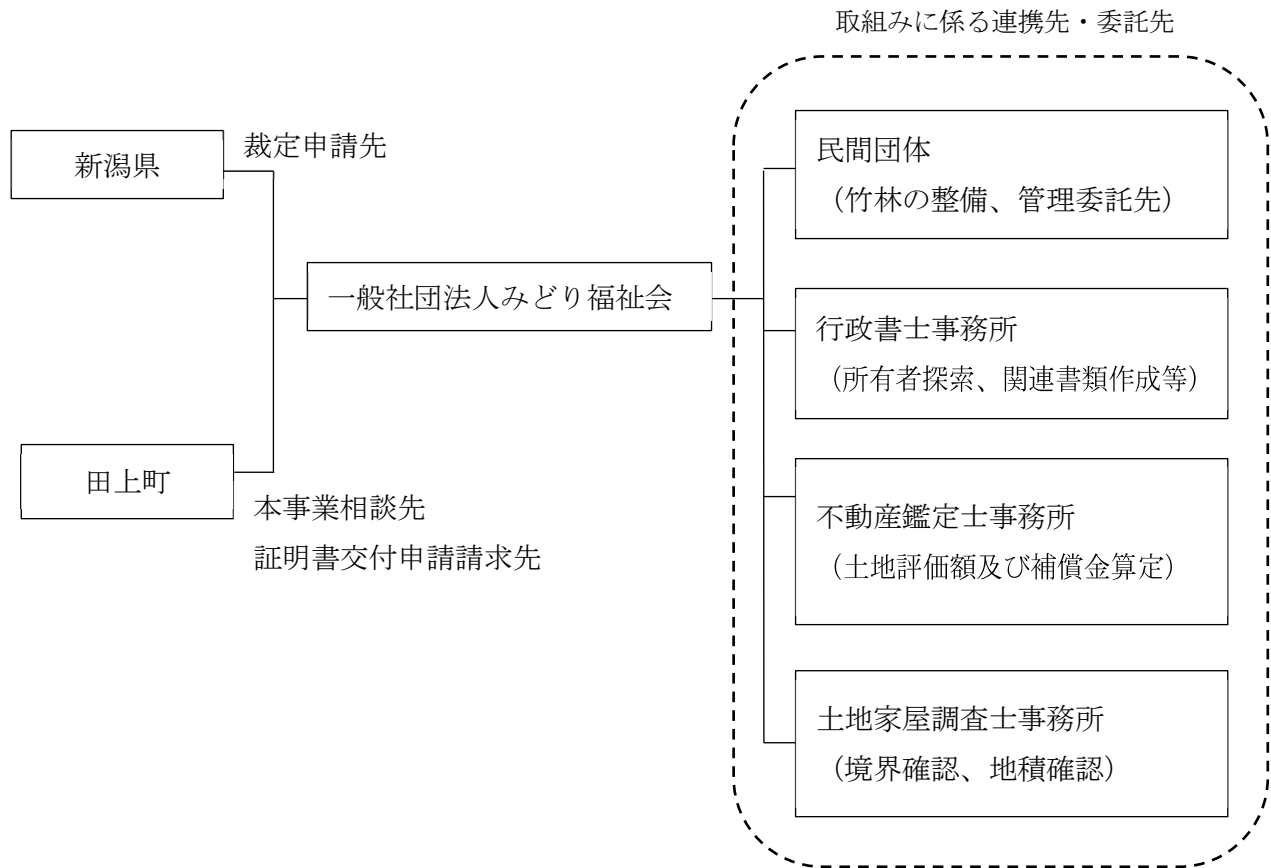 取組みに係る連携先・委託先
新潟県
裁定申請先
一般社団法人みどり福祉会
田上町
本事業相談先
証明書交付申請請求先
民間団体
（竹林の整備、管理委託先）
行政書士事務所
（所有者探索、関連書類作成等）
不動産鑑定士事務所
（土地評価額及び補償金算定）
土地家屋調査士事務所
（境界確認、地積確認）